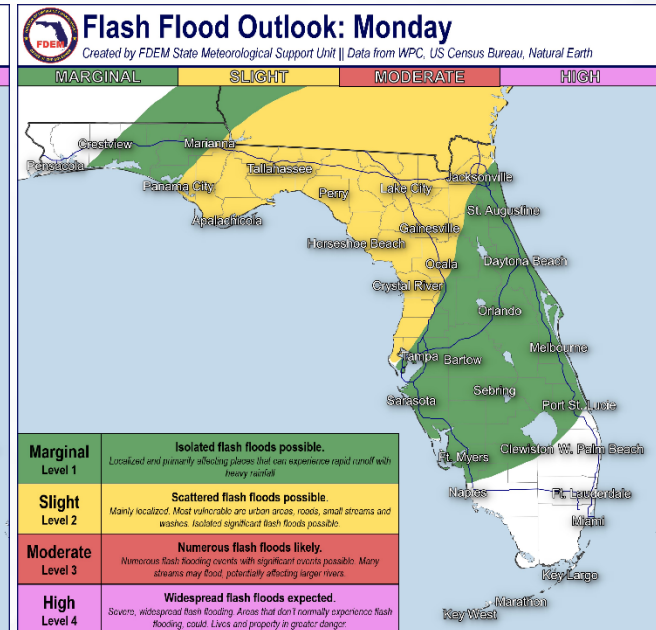 FDEM
Flash Flood Outlook: Monday
Created by FDEM State Meteorological Support Unit || Data from WPC, US Census Bureau, Natural Earth
MARGINAL SLIGHT MODERATE HIGH
Crestview
Marianna
Pensacola
Tallahassee
Jacksonville
Panama City
Perry
Lake City
St. Augustine
Apalachicola
Gainesville
Horseshoe Beach
Ocala
Daytona Beach
Crystal River
Orlando
Melbourne
Tampa
Bartow
Sebring
Sarasota
Port St. Lucie
Ft. Myers
Clewiston
W. Palm Beach
Naples
Ft. Lauderdale
Miami
Key Largo
Marathon
Key West
Marginal
Level 1
Isolated flash floods possible.
Localized and primarily affecting places that can experience rapid runoff with
heavy rainfall
Slight
Level 2
Scattered flash floods possible.
Mainly localized. Most vulnerable are urban areas, roads, small streams and
washes. Isolated significant flash floods possible.
Moderate
Level 3
Numerous flash floods likely.
Numerous flash flooding events with significant events possible. Many
streams may flood, potentially affecting larger rivers.
High
Level 4
Widespread flash floods expected.
Severe, widespread flash flooding. Areas that don't normally experience flash
flooding, could. Lives and property in greater danger.